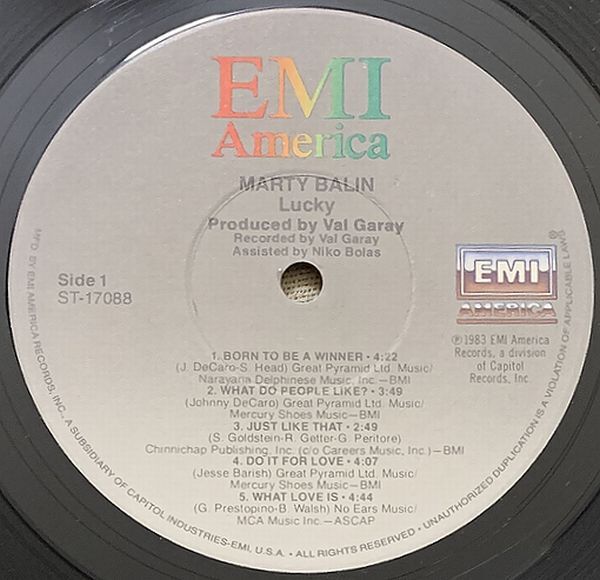 EMI
America
MARTY BALIN
Lucky
Produced by Val Garay
Recorded by Val Garay
Assisted by Niko Bolas
Side 1
ST-17088
EMI
AMERICA
®
℗1983 EMI America
Records, a division
of Capitol
Records, Inc.
1. BORN TO BE A WINNER • 4:22
(J. DeCaro-S. Head) Great Pyramid Ltd. Music/
Narayana Delphinese Music, Inc.—BMI
2. WHAT DO PEOPLE LIKE? • 3:49
(Johnny DeCaro) Great Pyramid Ltd. Music/
Mercury Shoes Music—BMI
3. JUST LIKE THAT • 2:49
(S. Goldstein-R. Getter-G. Peritore)
Chinnichap Publishing, Inc. (c/o Careers Music, Inc.)—BMI
4. DO IT FOR LOVE • 4:07
(Jesse Barish) Great Pyramid Ltd. Music/
Mercury Shoes Music—BMI
5. WHAT LOVE IS • 4:44
(G. Prestopino-B. Walsh) No Ears Music/
MCA Music Inc.—ASCAP
MFD. BY EMI AMERICA RECORDS, INC., A SUBSIDIARY OF CAPITOL INDUSTRIES-EMI, U.S.A. • ALL RIGHTS RESERVED • UNAUTHORIZED DUPLICATION IS A VIOLATION OF APPLICABLE LAWS